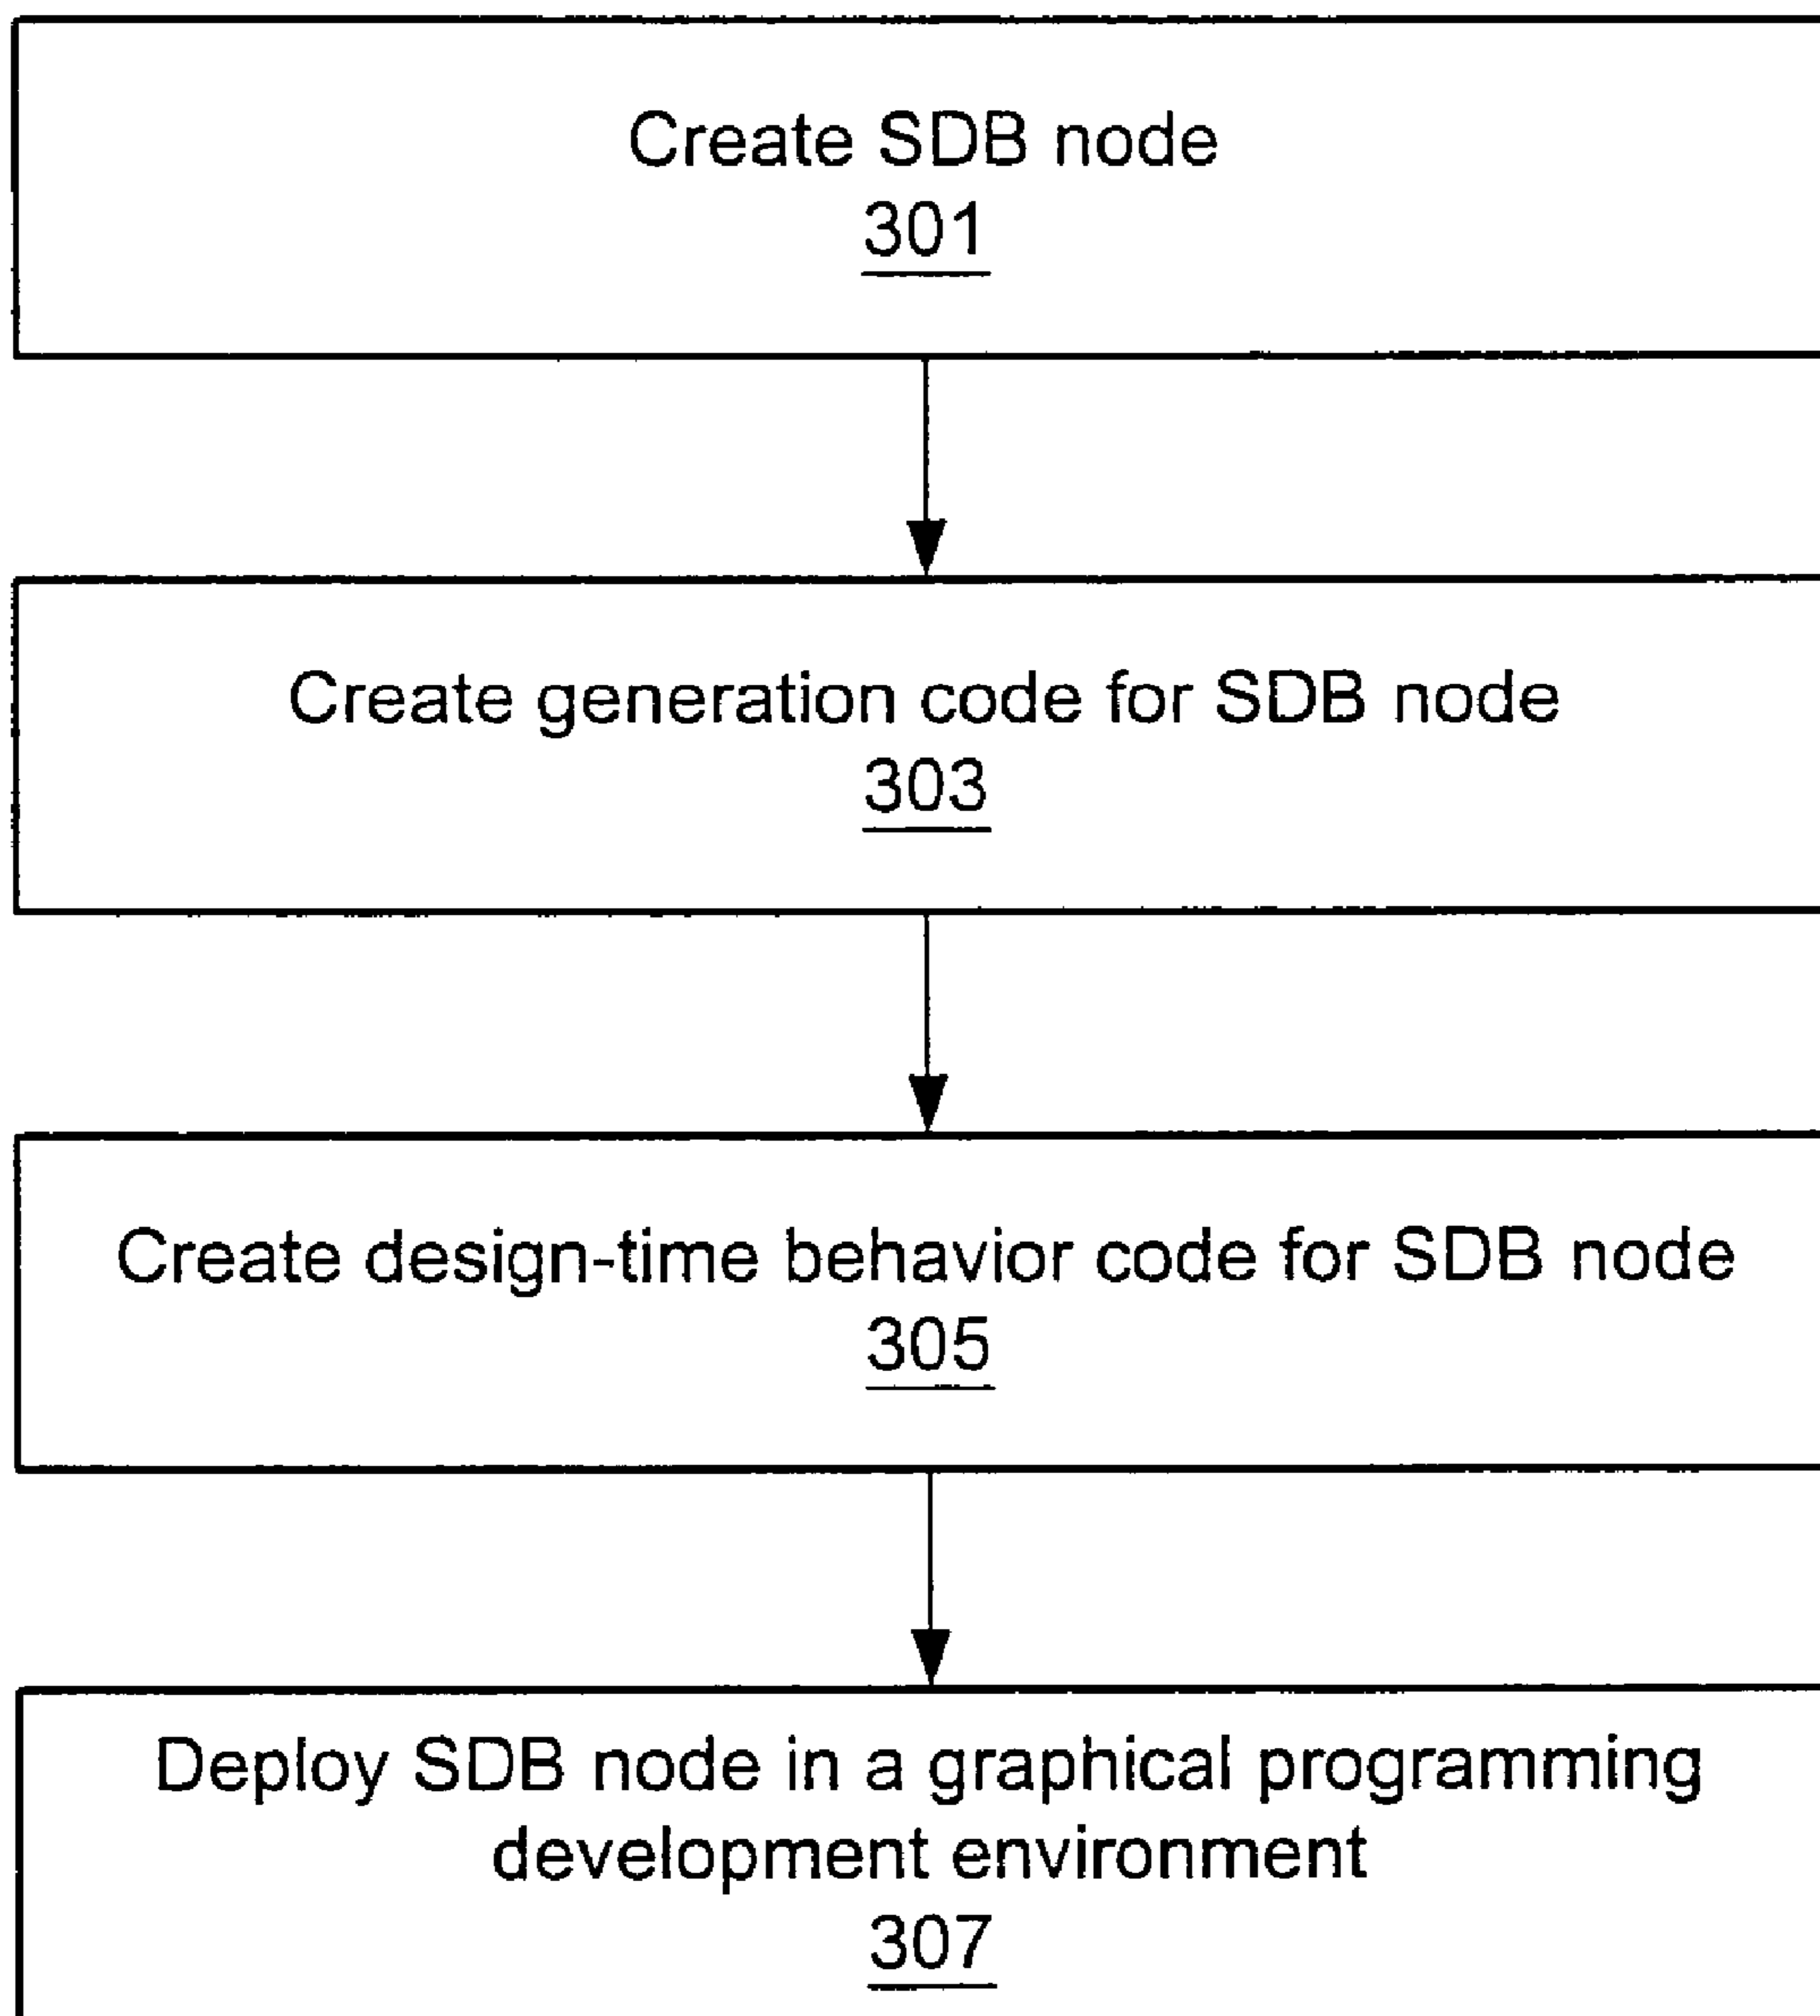 Create SDB node
301
Create generation code for SDB node
303
Create design-time behavior code for SDB node
305
Deploy SDB node in a graphical programming
development environment
307